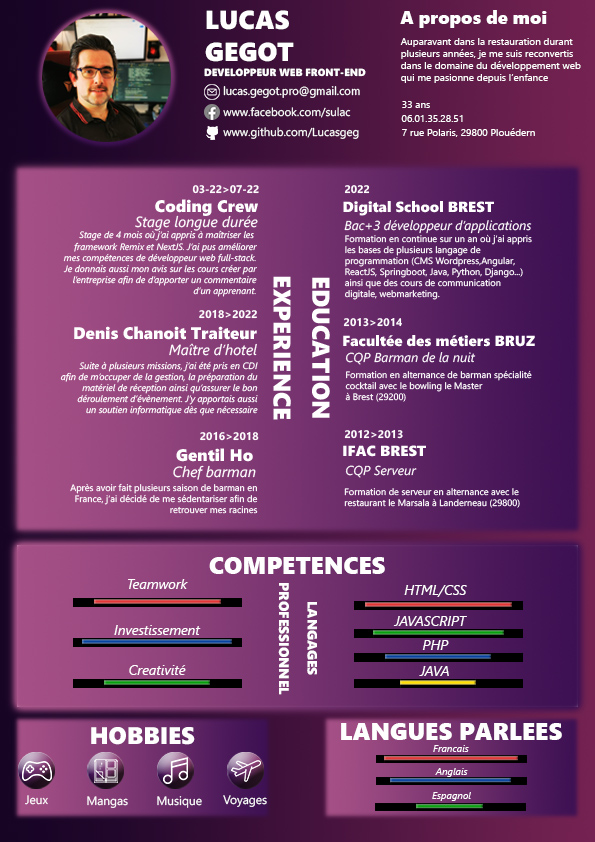 LUCAS
GEGOT
DEVELOPPEUR WEB FRONT-END
lucas.gegot.pro@gmail.com
www.facebook.com/sulac
www.github.com/Lucasgeg
A propos de moi
Auparavant dans la restauration durant
plusieurs années, je me suis reconvertis
dans le domaine du développement web
qui me pasionne depuis l'enfance
33 ans
06.01.35.28.51
7 rue Polaris, 29800 Plouédern
EXPERIENCE
03-22>07-22
Coding Crew
Stage longue durée
Stage de 4 mois où j'ai appris à maîtriser les
framework Remix et NextJS. J'ai pus améliorer
mes compétences de développeur web full-stack.
Je donnais aussi mon avis sur les cours créer par
l'entreprise afin de d'apporter un commentaire
d'un apprenant.
2018>2022
Denis Chanoit Traiteur
Maître d'hotel
Suite à plusieurs missions, j'ai été pris en CDI
afin de m'occuper de la gestion, la préparation du
matériel de réception ainsi qu'assurer le bon
déroulement d'évènement. J'y apportais aussi
un soutien informatique dès que nécessaire
2016>2018
Gentil Ho
Chef barman
Après avoir fait plusieurs saison de barman en
France, j'ai décidé de me sédentariser afin de
retrouver mes racines
EDUCATION
2022
Digital School BREST
Bac+3 développeur d'applications
Formation en continue sur un an où j'ai appris
les bases de plusieurs langage de
programmation (CMS Wordpress,Angular,
ReactJS, Springboot, Java, Python, Django...)
ainsi que des cours de communication
digitale, webmarketing.
2013>2014
Facultée des métiers BRUZ
CQP Barman de la nuit
Formation en alternance de barman spécialité
cocktail avec le bowling le Master
à Brest (29200)
2012>2013
IFAC BREST
CQP Serveur
Formation de serveur en alternance avec le
restaurant le Marsala à Landerneau (29800)
COMPETENCES
PROFESSIONNEL
Teamwork
Investissement
Creativité
LANGAGES
HTML/CSS
JAVASCRIPT
PHP
JAVA
HOBBIES
Jeux
Mangas
Musique
Voyages
LANGUES PARLEES
Francais
Anglais
Espagnol